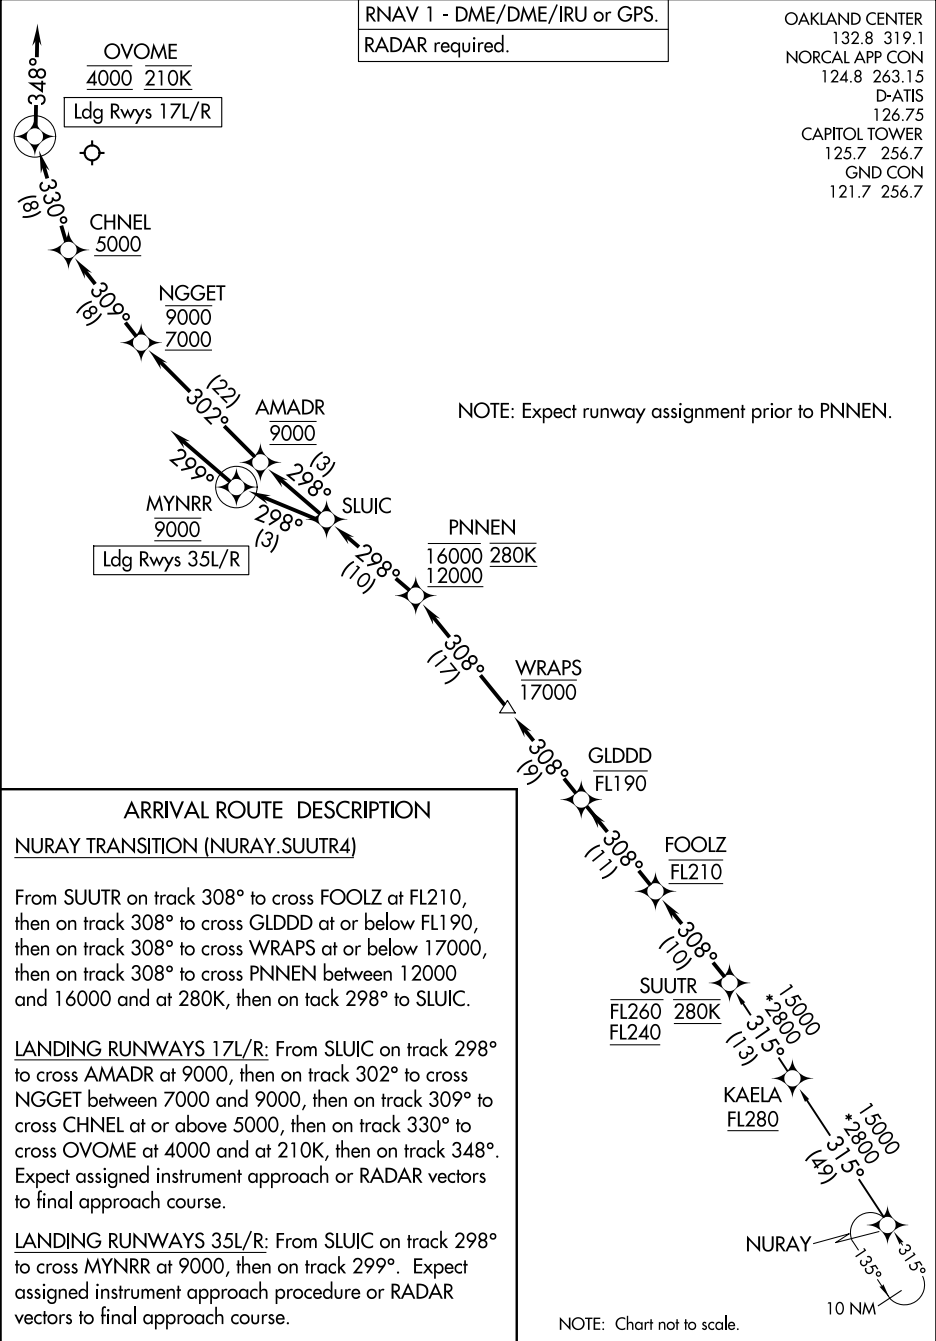 RNAV 1 - DME/DME/IRU or GPS.
RADAR required.
OAKLAND CENTER
132.8 319.1
NORCAL APP CON
124.8 263.15
D-ATIS
126.75
CAPITOL TOWER
125.7 256.7
GND CON
121.7 256.7
348°
OVOME
4000 210K
Ldg Rwys 17L/R
330°
(8)
CHNEL
5000
309°
(8)
NGGET
9000
7000
(22)
302°
AMADR
9000
NOTE: Expect runway assignment prior to PNNEN.
(3)
298°
299°
MYNRR
9000
298°
(3)
SLUIC
Ldg Rwys 35L/R
298°
(10)
PNNEN
16000 280K
12000
308°
(17)
WRAPS
17000
308°
(9)
GLDDD
FL190
308°
(11)
FOOLZ
FL210
308°
(10)
SUUTR
FL260 280K
FL240
15000
*2800
315°
(13)
KAELA
FL280
15000
*2800
315°
(49)
NURAY
135°
315°
10 NM
NOTE: Chart not to scale.
ARRIVAL ROUTE DESCRIPTION
NURAY TRANSITION (NURAY.SUUTR4)
From SUUTR on track 308° to cross FOOLZ at FL210,
then on track 308° to cross GLDDD at or below FL190,
then on track 308° to cross WRAPS at or below 17000,
then on track 308° to cross PNNEN between 12000
and 16000 and at 280K, then on tack 298° to SLUIC.
LANDING RUNWAYS 17L/R: From SLUIC on track 298°
to cross AMADR at 9000, then on track 302° to cross
NGGET between 7000 and 9000, then on track 309° to
cross CHNEL at or above 5000, then on track 330° to
cross OVOME at 4000 and at 210K, then on track 348°.
Expect assigned instrument approach or RADAR vectors
to final approach course.
LANDING RUNWAYS 35L/R: From SLUIC on track 298°
to cross MYNRR at 9000, then on track 299°. Expect
assigned instrument approach procedure or RADAR
vectors to final approach course.